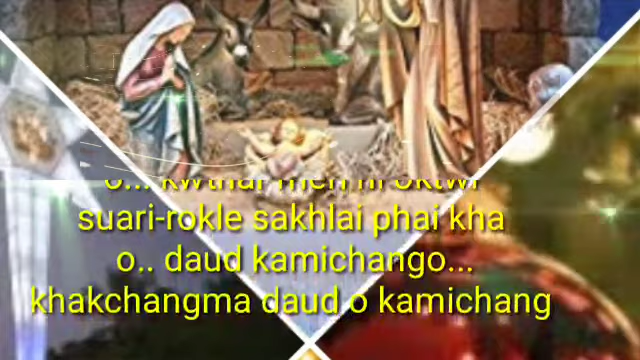 suari-rokle sakhlai phai kha
o.. daud kamichango...
khakchangma daud o kamichang